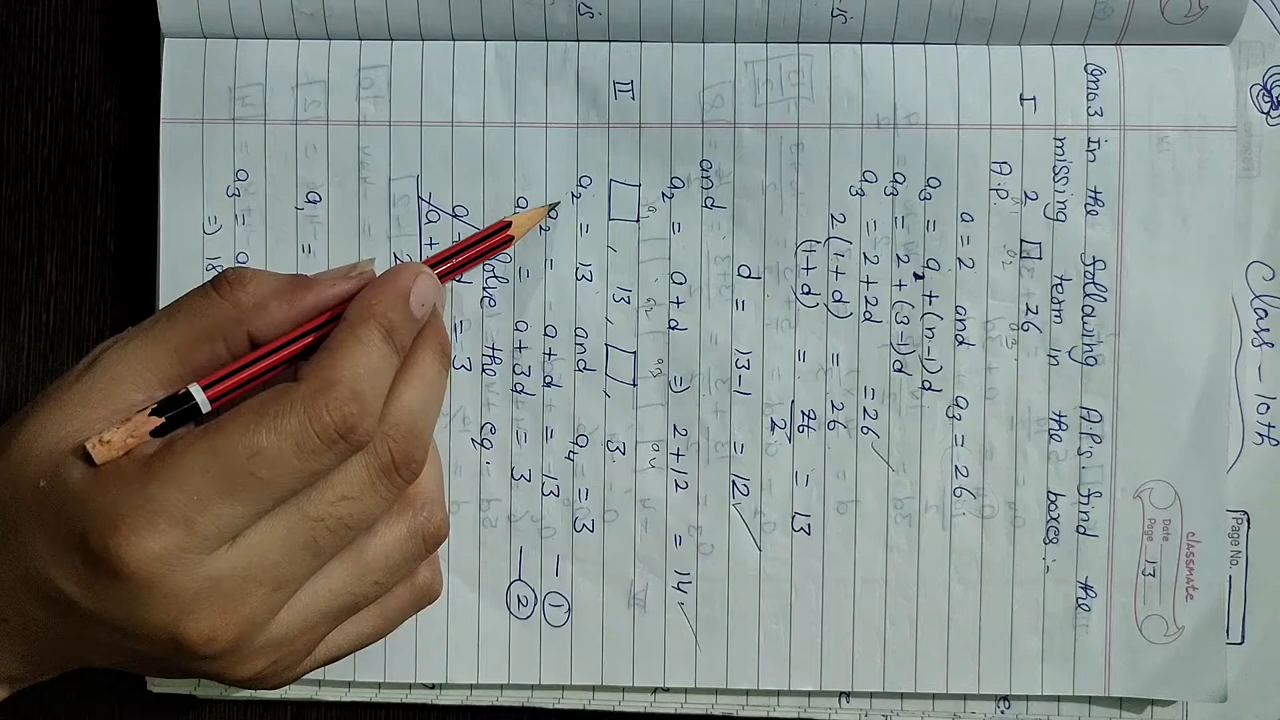 Class - 10th
Page No.
classmate
Date
Page 13
Qno3 In the following A.Ps. find the
missing term in the boxes :-
I 2 □ 26
A.P.
a = 2 and a3 = 26
a3 = a + (n-1)d
a3 = 2 + (3-1)d
a3 = 2 + 2d = 26
2(1+d) = 26
(1+d) = 26/2 = 13
d = 13-1 = 12
and
a2 = a + d => 2+12 = 14
II □, 13, □, 3.
a2 = 13 and a4 = 3
a2 = a+d = 13 - ①
= a+3d = 3 - ②
Solve the eq.
= 3
a1 =
a3 =
=> 18